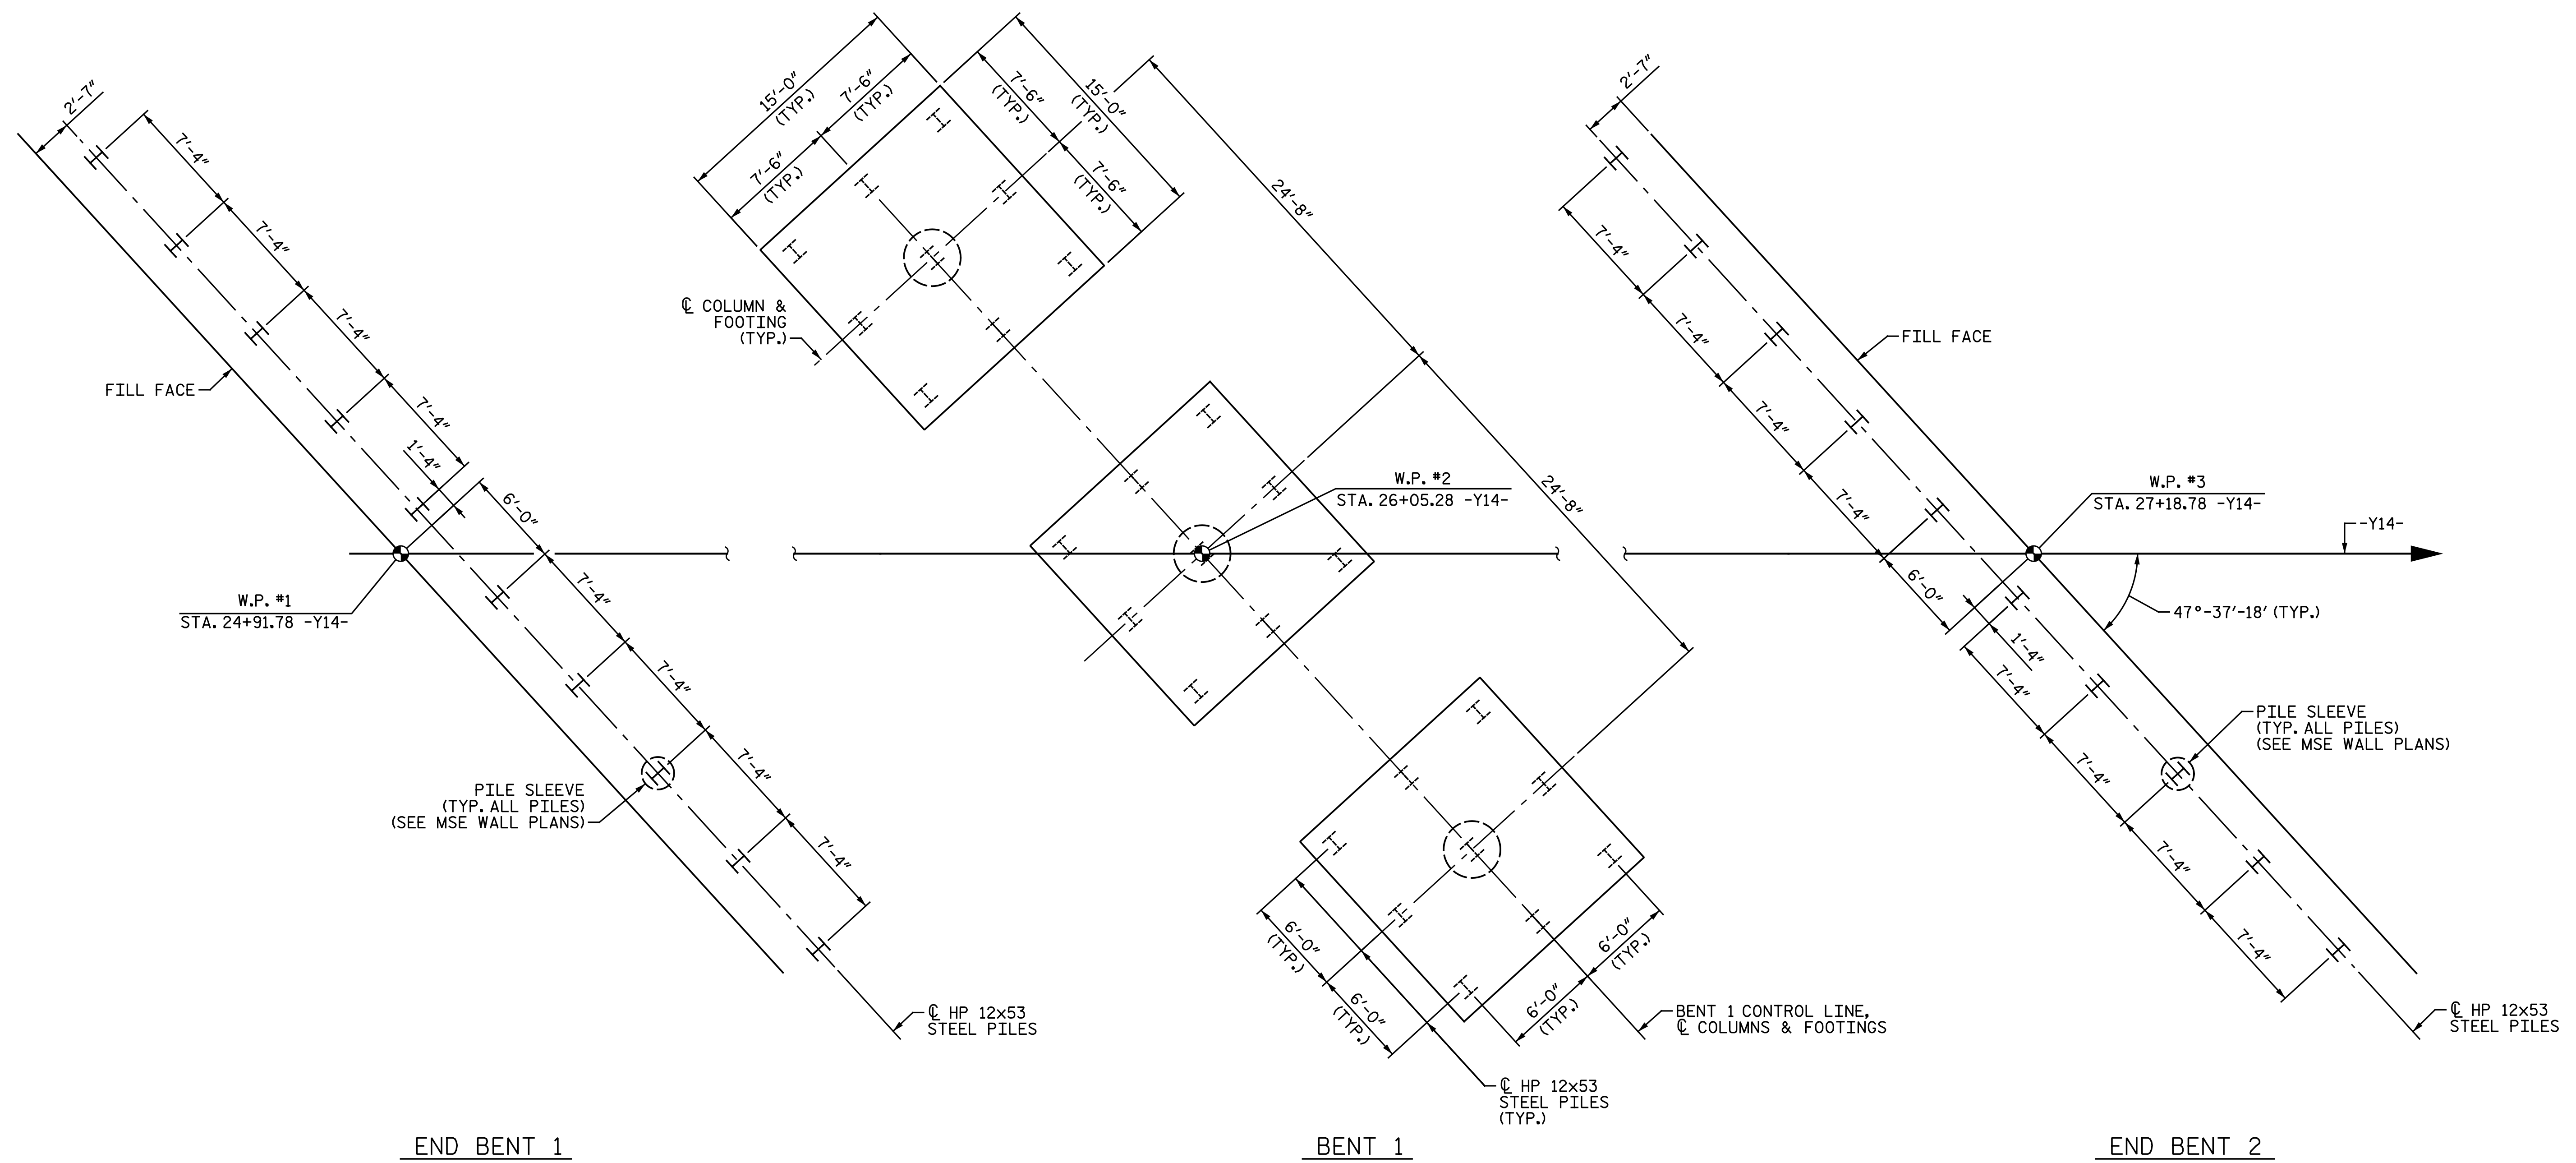 2'-7"
7'-4"
7'-4"
7'-4"
7'-4"
1'-4"
6'-0"
7'-4"
7'-4"
7'-4"
7'-4"
FILL FACE
W.P. #1
STA. 24+91.78 -Y14-
PILE SLEEVE
(TYP. ALL PILES)
(SEE MSE WALL PLANS)
℄ HP 12x53
STEEL PILES
END BENT 1
15'-0"
(TYP.)
7'-6"
(TYP.)
7'-6"
(TYP.)
7'-6"
(TYP.)
15'-0"
(TYP.)
7'-6"
(TYP.)
24'-8"
24'-8"
℄ COLUMN &
FOOTING
(TYP.)
W.P. #2
STA. 26+05.28 -Y14-
6'-0"
(TYP.)
6'-0"
(TYP.)
6'-0"
(TYP.)
6'-0"
(TYP.)
BENT 1 CONTROL LINE,
℄ COLUMNS & FOOTINGS
℄ HP 12x53
STEEL PILES
(TYP.)
BENT 1
2'-7"
7'-4"
7'-4"
7'-4"
7'-4"
6'-0"
1'-4"
7'-4"
7'-4"
7'-4"
7'-4"
FILL FACE
W.P. #3
STA. 27+18.78 -Y14-
-Y14-
47°-37'-18' (TYP.)
PILE SLEEVE
(TYP. ALL PILES)
(SEE MSE WALL PLANS)
℄ HP 12x53
STEEL PILES
END BENT 2